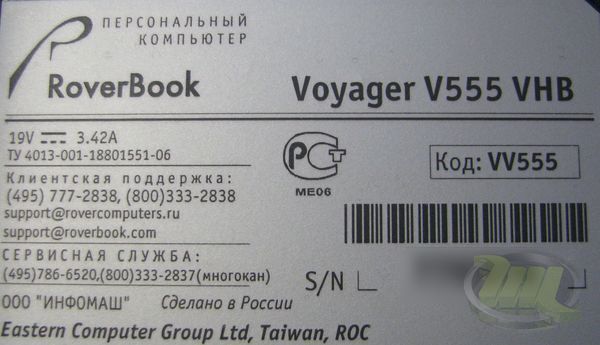 ПЕРСОНАЛЬНЫЙ
КОМПЬЮТЕР
RoverBook
Voyager V555 VHB
19V 3.42A
ТУ 4013-001-18801551-06
Клиентская поддержка:
(495) 777-2838, (800)333-2838
support@rovercomputers.ru
support@roverbook.com
СЕРВИСНАЯ СЛУЖБА:
(495)786-6520,(800)333-2837(многокан)
ООО "ИНФОМАШ" Сделано в России
Eastern Computer Group Ltd, Taiwan, ROC
РСТ
ME06
Код: VV555
S/N